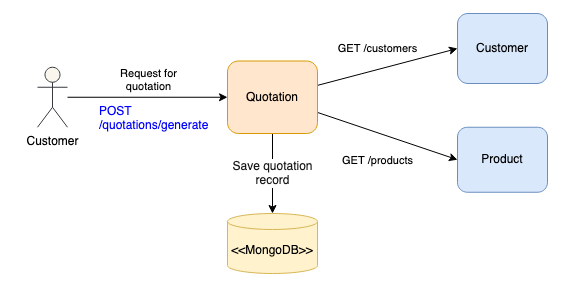 Request for
quotation
POST
/quotations/generate
Customer
Quotation
GET /customers
Customer
GET /products
Product
Save quotation
record
<<MongoDB>>